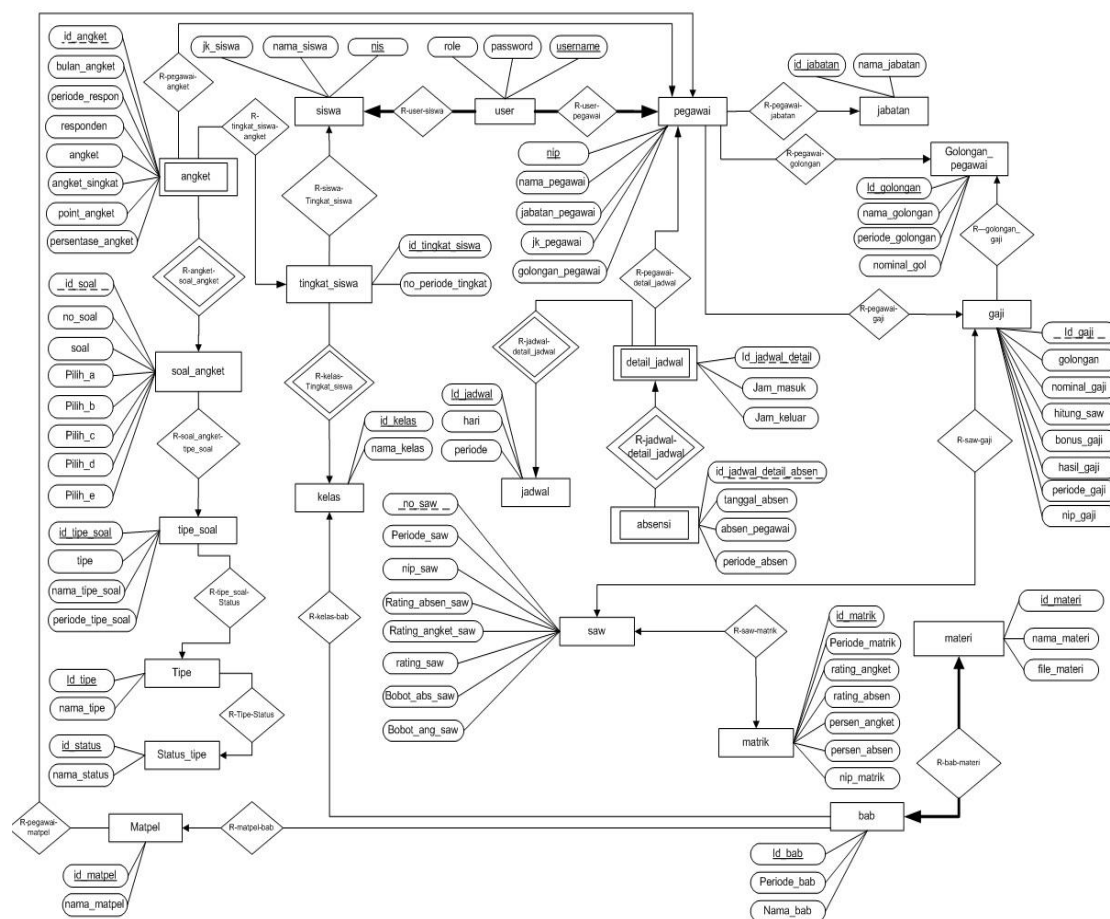 id_angket
bulan_angket
periode_respon
responden
angket
angket_singkat
point_angket
persentase_angket
R-pegawai-
angket
angket
R-
tingkat_siswa-
angket
jk_siswa
nama_siswa
nis
siswa
R-user-siswa
role
password
username
user
R-user-
pegawai
pegawai
nip
nama_pegawai
jabatan_pegawai
jk_pegawai
golongan_pegawai
R-pegawai-
jabatan
id_jabatan
nama_jabatan
jabatan
R-pegawai-
golongan
Golongan_
pegawai
Id_golongan
nama_golongan
periode_golongan
nominal_gol
R---golongan_
gaji
R-siswa-
Tingkat_siswa
id_tingkat_siswa
no_periode_tingkat
tingkat_siswa
R-angket-
soal_angket
id_soal
no_soal
soal
Pilih_a
Pilih_b
Pilih_c
Pilih_d
Pilih_e
soal_angket
R-kelas-
Tingkat_siswa
R-pegawai-
detail_jadwal
R-pegawai-
gaji
gaji
Id_gaji
golongan
nominal_gaji
hitung_saw
bonus_gaji
hasil_gaji
periode_gaji
nip_gaji
R-jadwal-
detail_jadwal
detail_jadwal
Id_jadwal_detail
Jam_masuk
Jam_keluar
R-soal_angket-
tipe_soal
id_kelas
nama_kelas
kelas
Id_jadwal
hari
periode
jadwal
R-jadwal-
detail_jadwal
R-saw-gaji
id_jadwal_detail_absen
tanggal_absen
absen_pegawai
periode_absen
absensi
id_tipe_soal
tipe
nama_tipe_soal
periode_tipe_soal
tipe_soal
R-tipe_soal-
Status
R-kelas-bab
no_saw
Periode_saw
nip_saw
Rating_absen_saw
Rating_angket_saw
rating_saw
Bobot_abs_saw
Bobot_ang_saw
saw
R-saw-matrik
id_matrik
Periode_matrik
rating_angket
rating_absen
persen_angket
persen_absen
nip_matrik
matrik
id_materi
nama_materi
file_materi
materi
R-bab-materi
Id_tipe
nama_tipe
Tipe
R-Tipe-Status
id_status
nama_status
Status_tipe
R-pegawai-
matpel
Matpel
id_matpel
nama_matpel
R-matpel-bab
bab
Id_bab
Periode_bab
Nama_bab